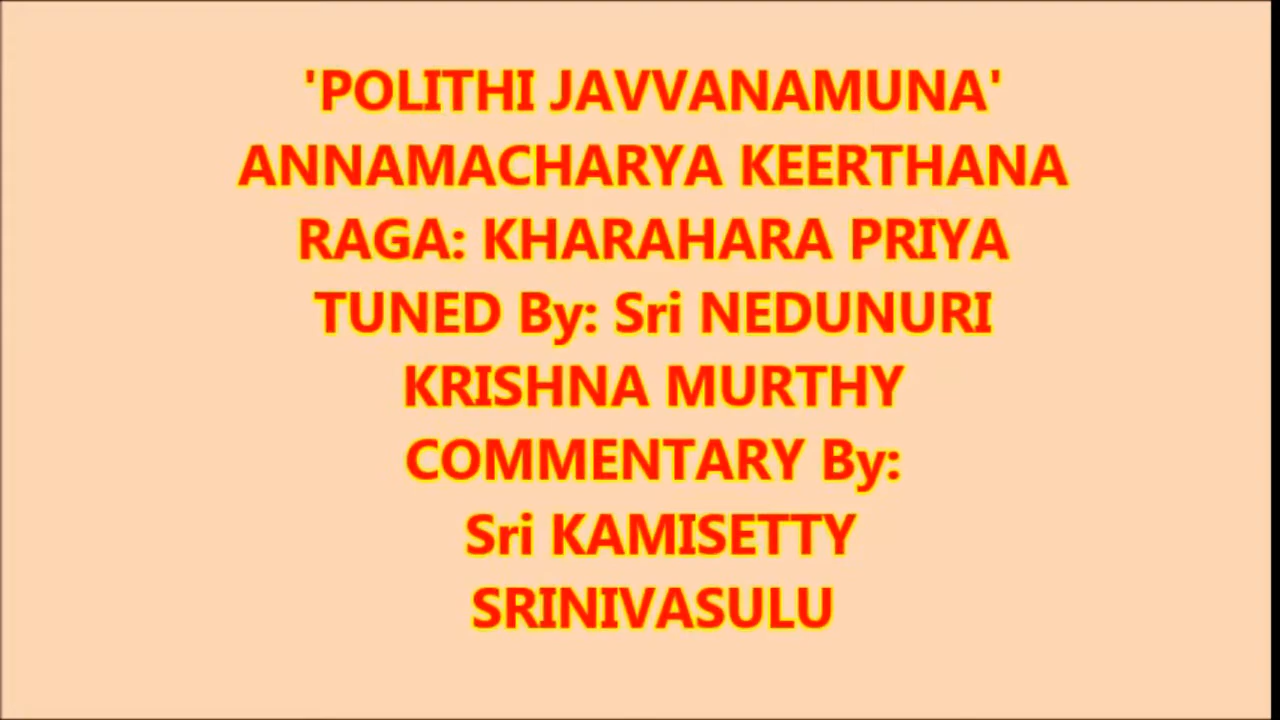 'POLITHI JAVVANAMUNA'
ANNAMACHARYA KEERTHANA
RAGA: KHARAHARA PRIYA
TUNED By: Sri NEDUNURI
KRISHNA MURTHY
COMMENTARY By:
Sri KAMISETTY
SRINIVASULU